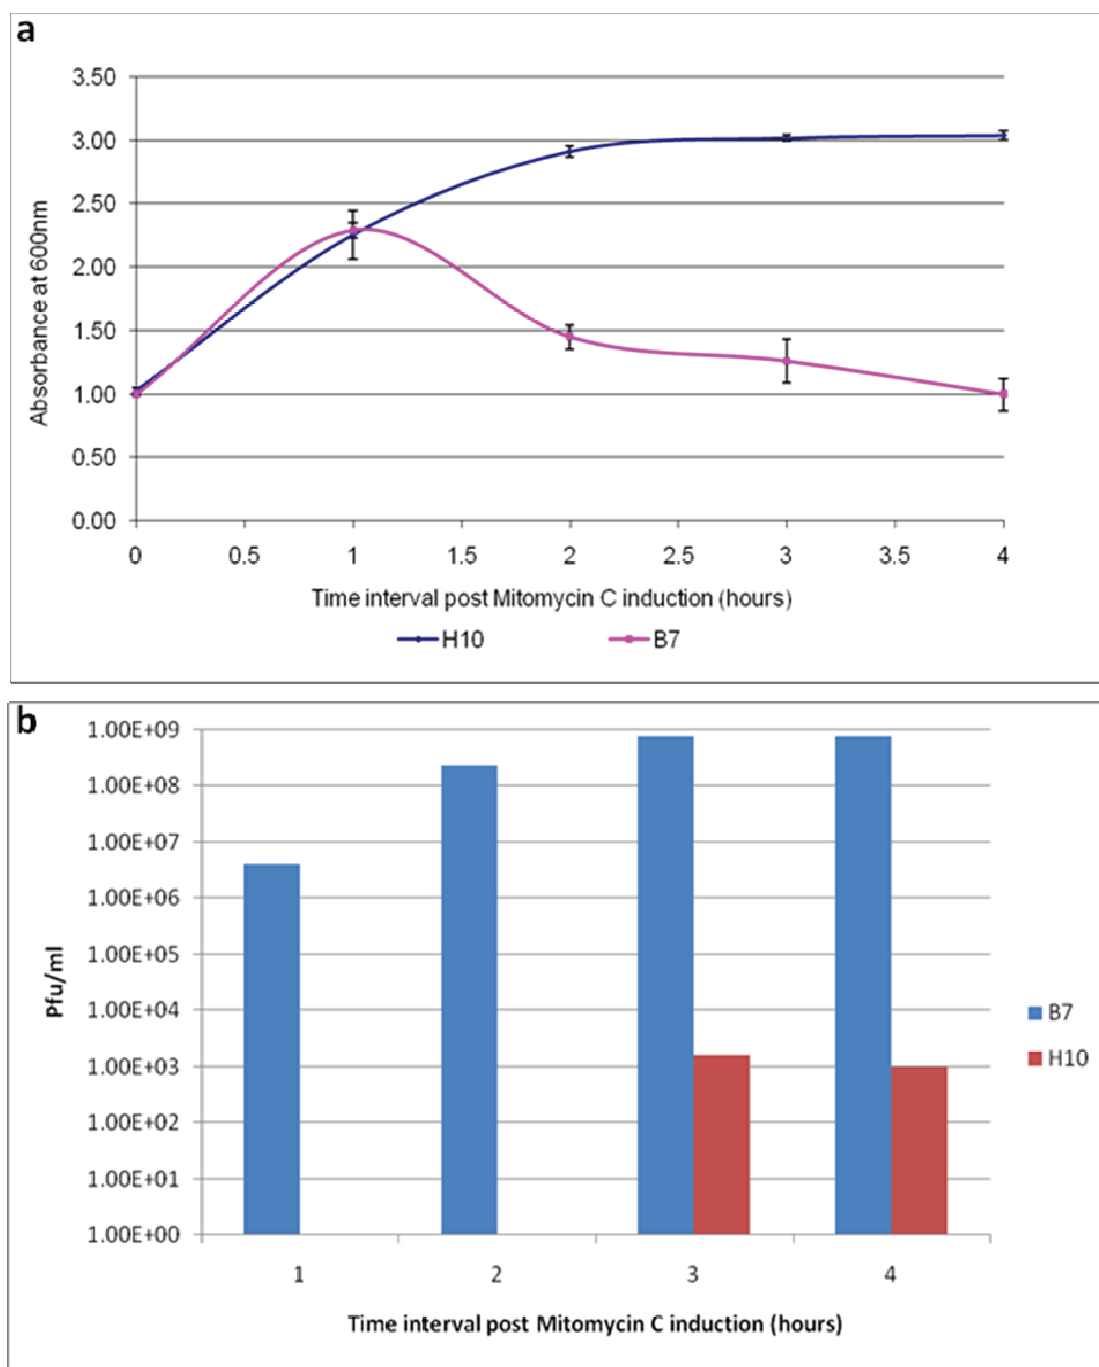 a
3.50
3.00
2.50
2.00
1.50
1.00
0.50
0.00
Absorbance at 600nm
0 0.5 1 1.5 2 2.5 3 3.5 4
Time interval post Mitomycin C induction (hours)
H10 B7
b
1.00E+09
1.00E+08
1.00E+07
1.00E+06
1.00E+05
1.00E+04
1.00E+03
1.00E+02
1.00E+01
1.00E+00
Pfu/ml
B7
H10
1 2 3 4
Time interval post Mitomycin C induction (hours)